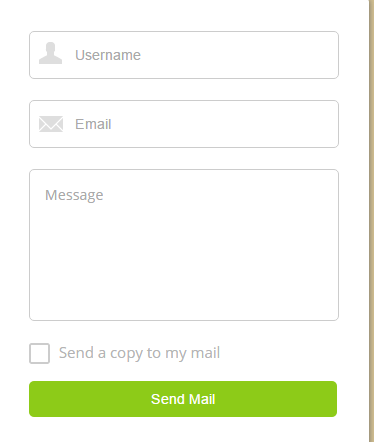 Username
Email
Message
Send a copy to my mail
Send Mail